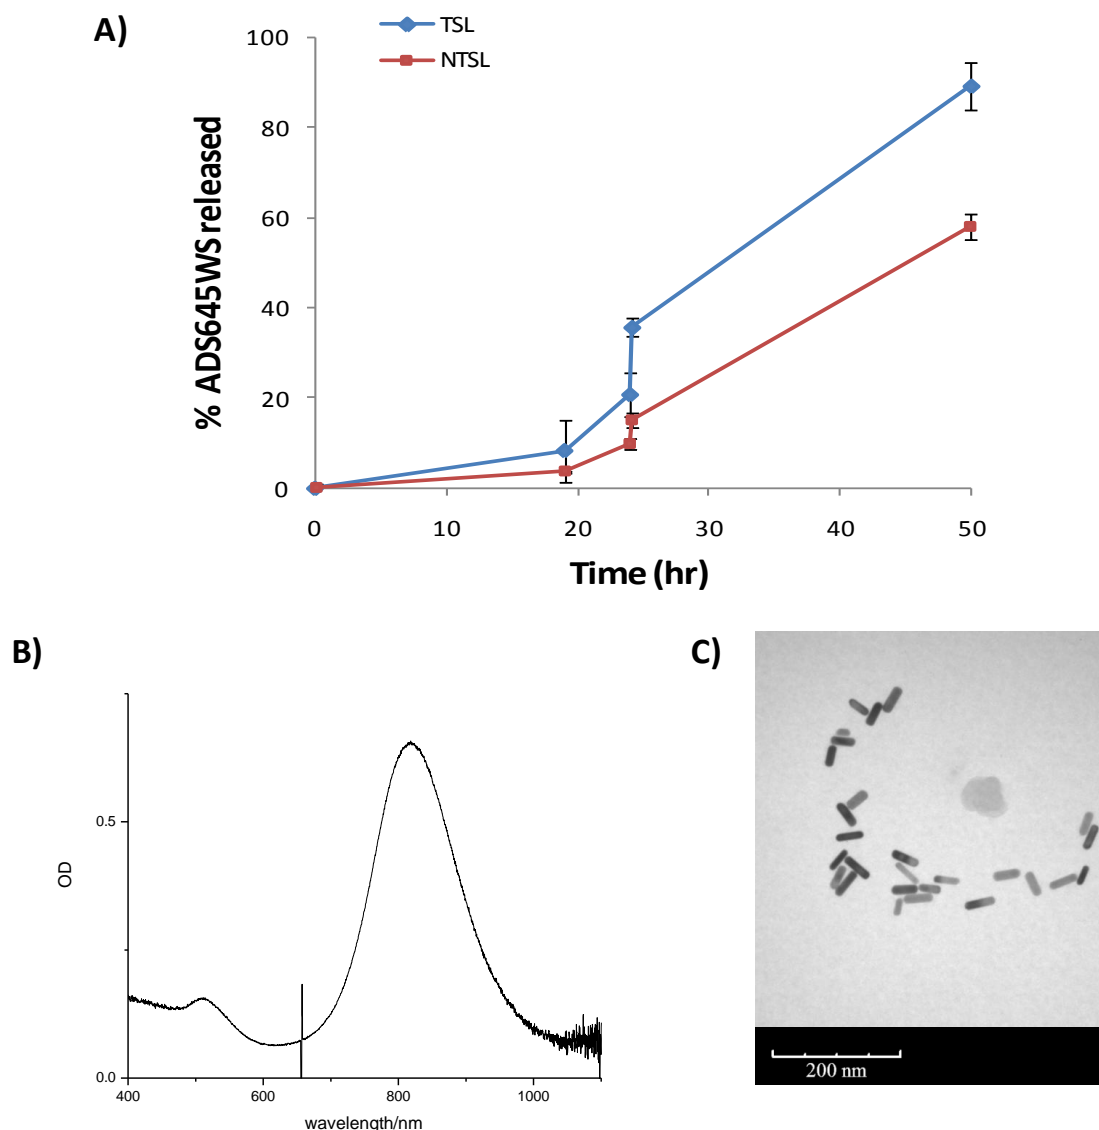 A)
TSL
NTSL
100
80
60
40
20
0
% ADS645WS released
0 10 20 30 40 50
Time (hr)
B)
0.5
0.0
OD
400 600 800 1000
wavelength/nm
C)
200 nm